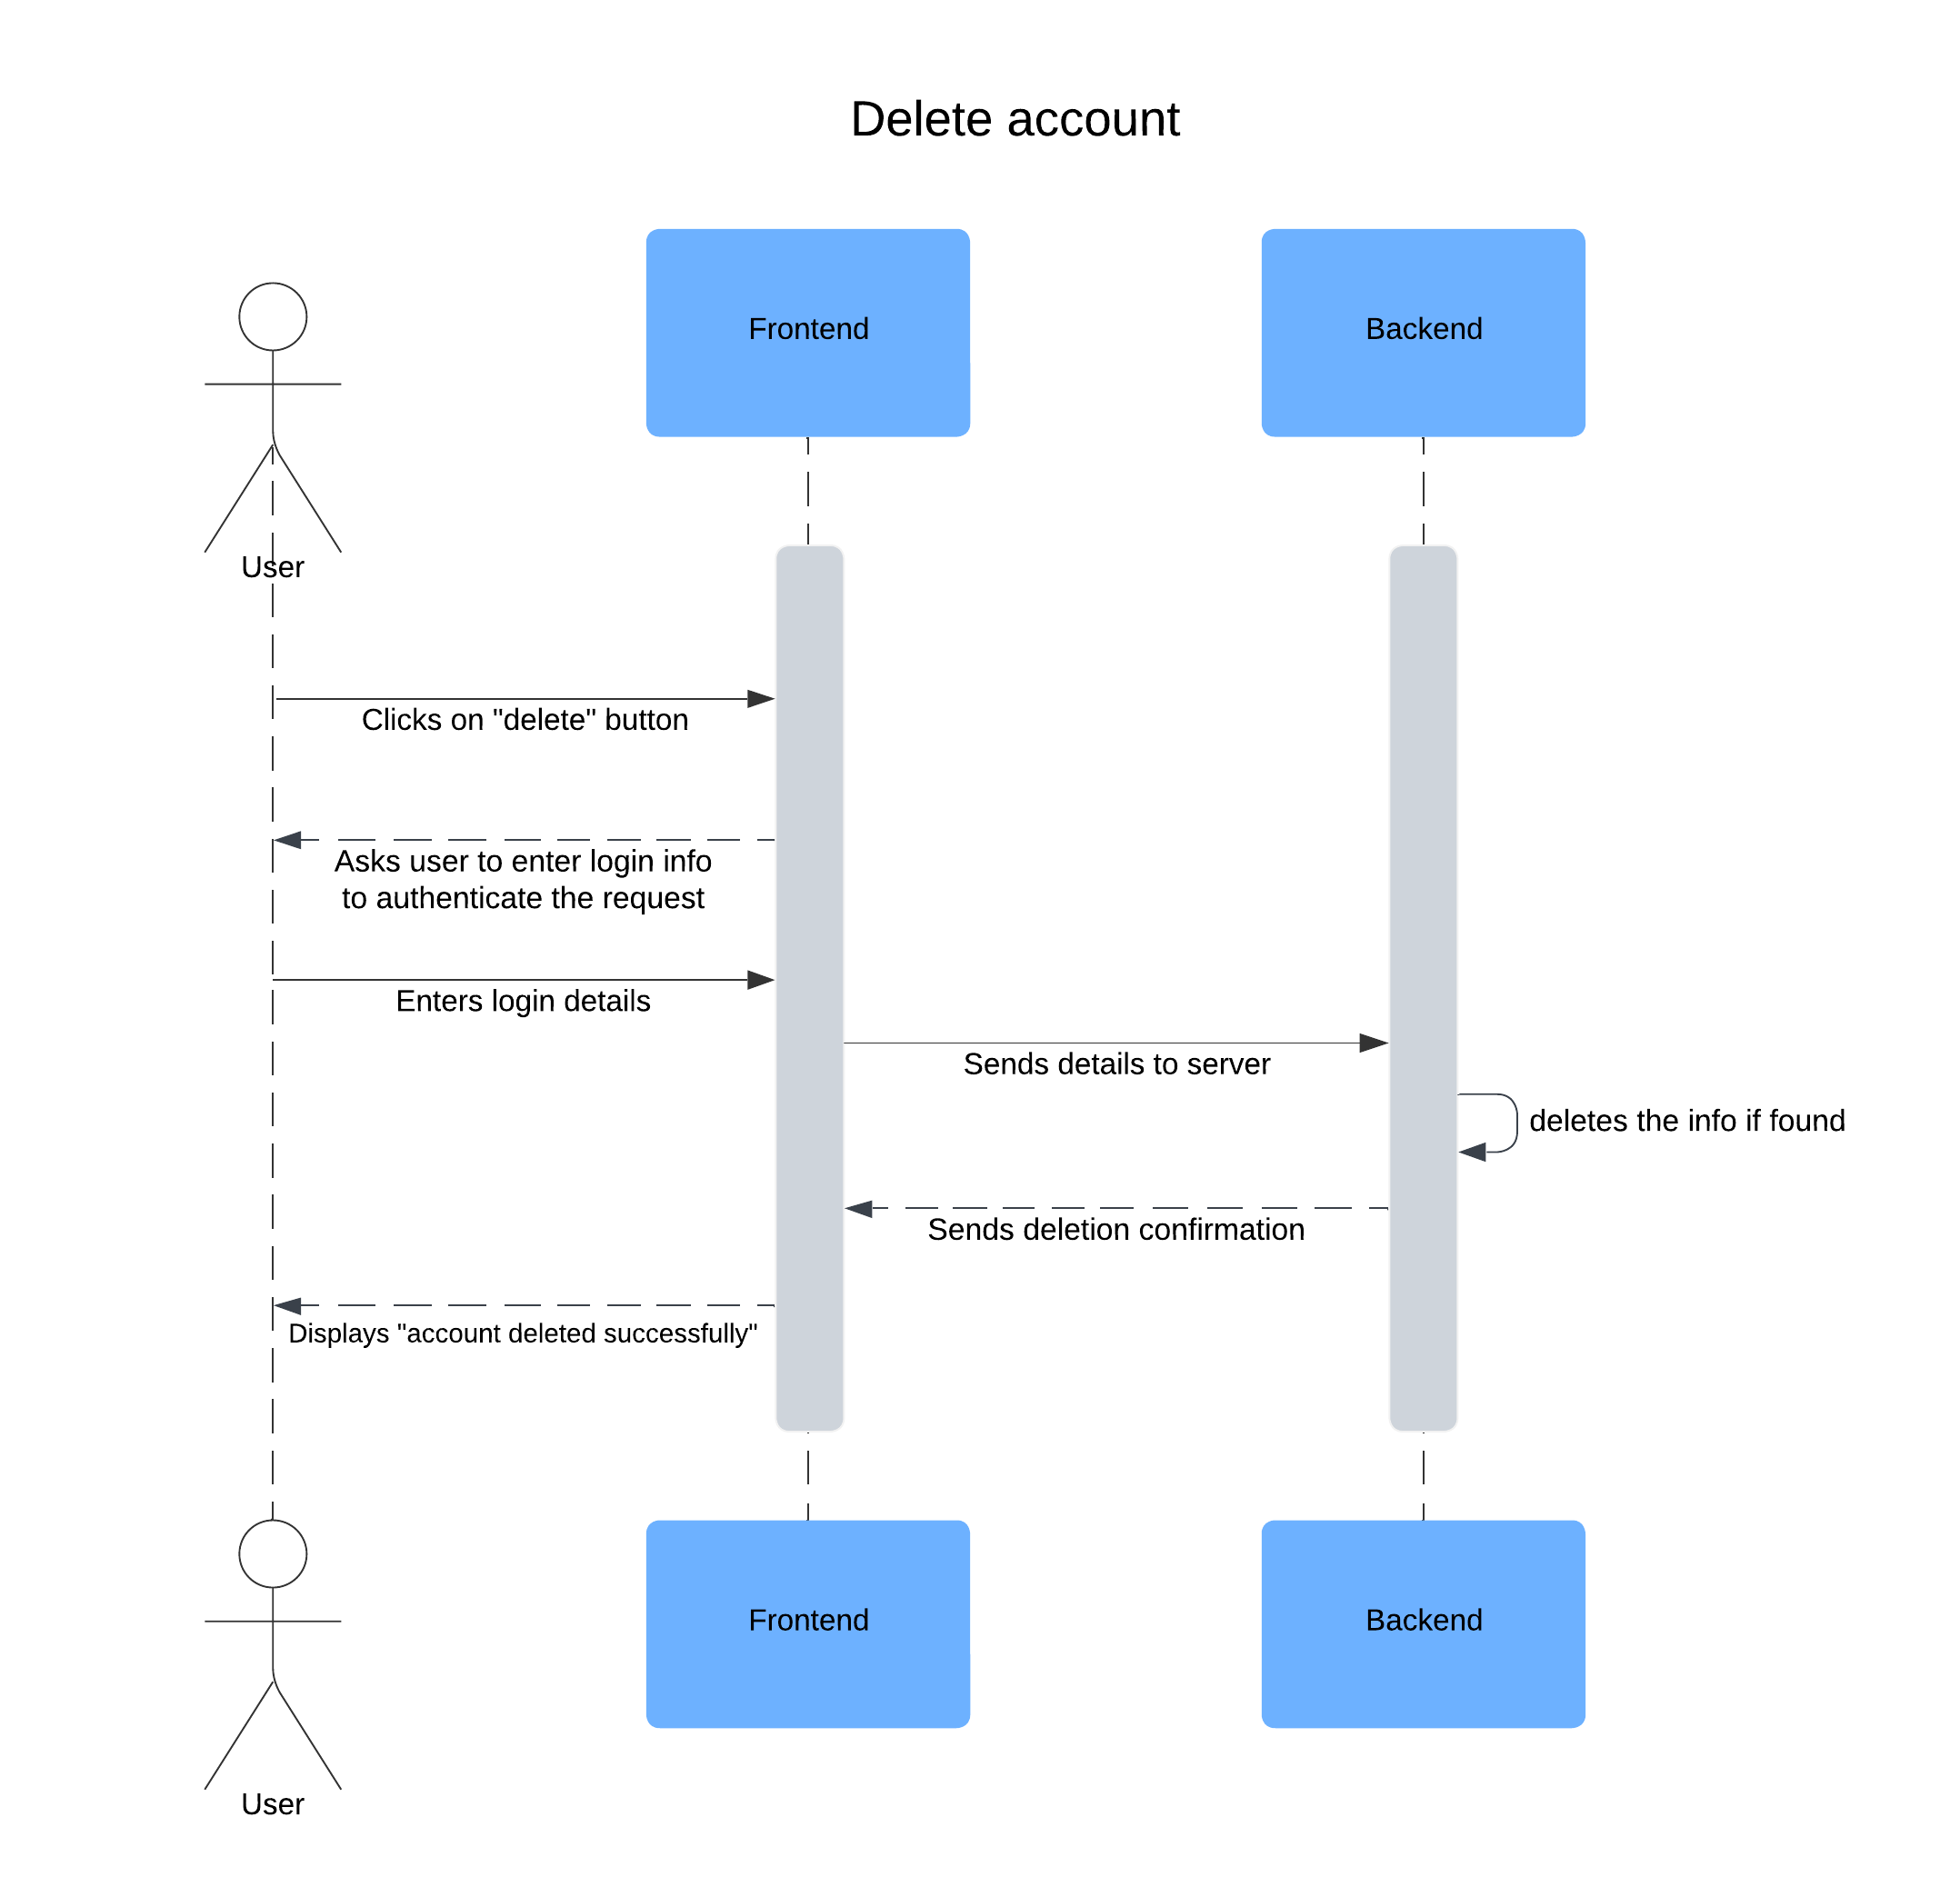 Delete account
Frontend
Backend
User
Clicks on "delete" button
Asks user to enter login info
to authenticate the request
Enters login details
Sends details to server
deletes the info if found
Sends deletion confirmation
Displays "account deleted successfully"
Frontend
Backend
User